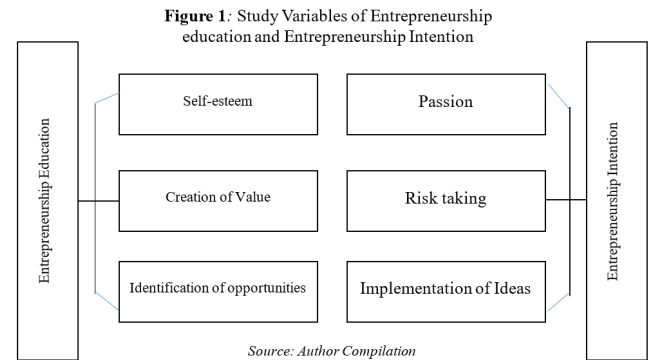 Figure 1: Study Variables of Entrepreneurship
education and Entrepreneurship Intention
Entrepreneurship Education
Self-esteem
Creation of Value
Identification of opportunities
Passion
Risk taking
Implementation of Ideas
Entrepreneurship Intention
Source: Author Compilation